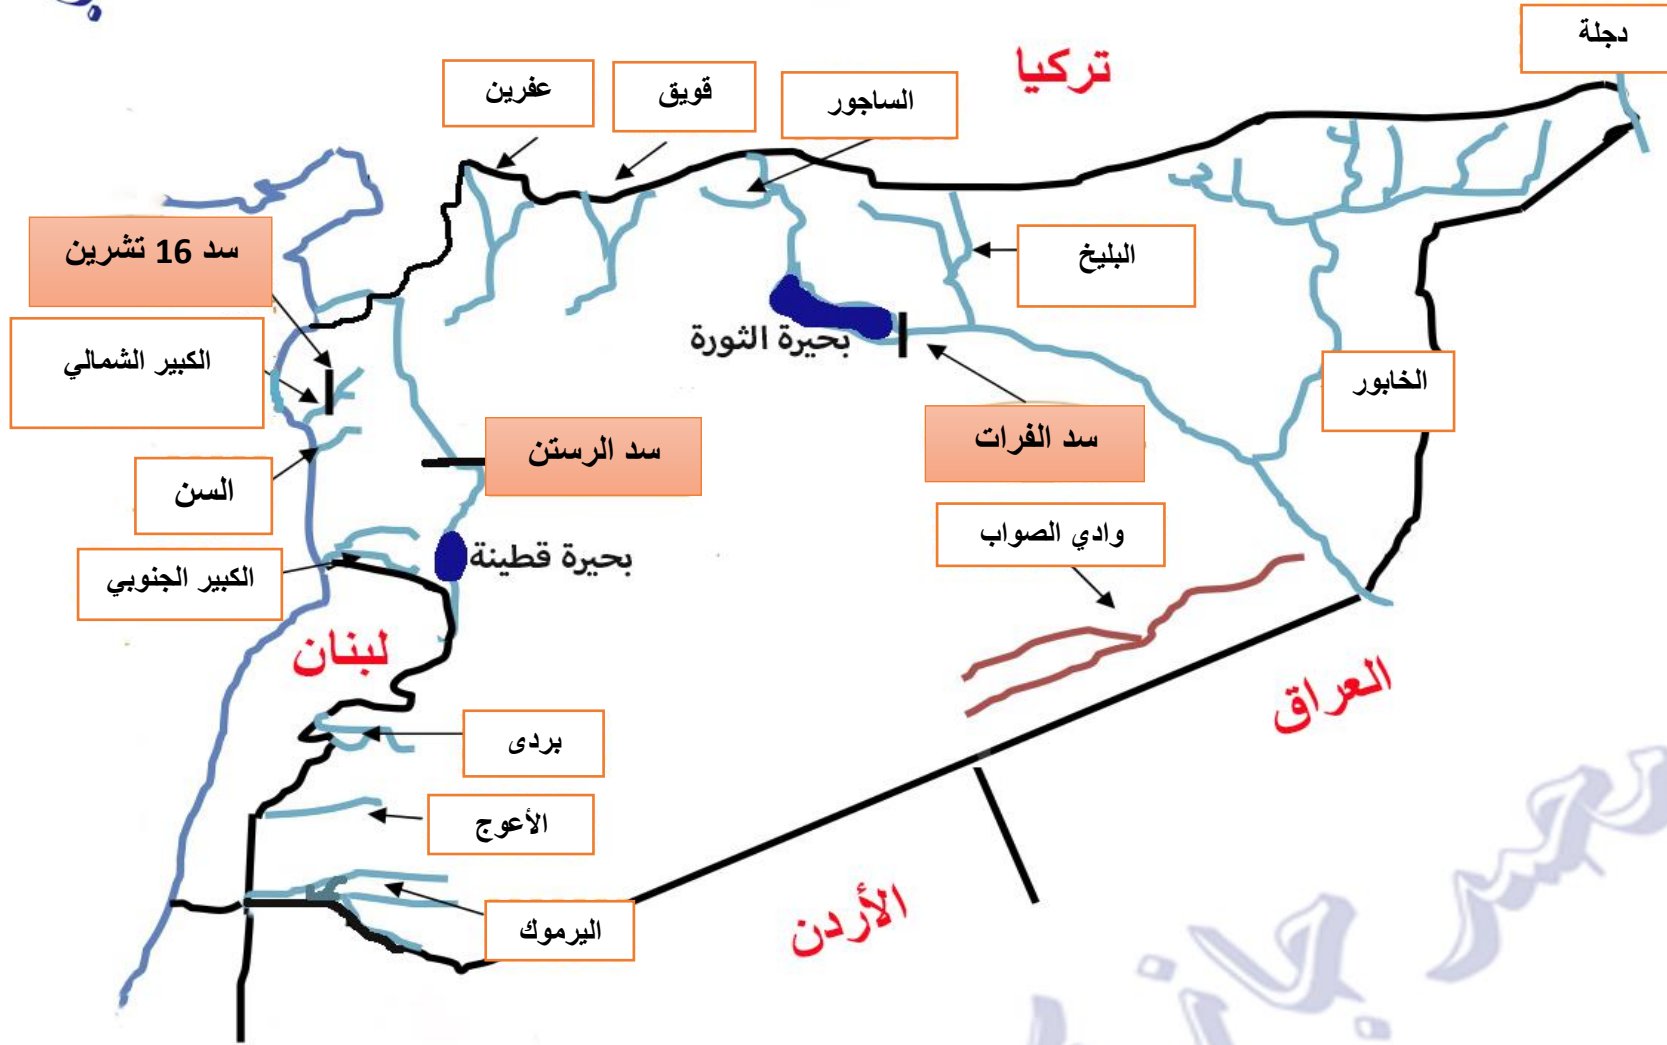 دجلة
تركيا
عفرين
قويق
الساجور
سد 16 تشرين
البليخ
الكبير الشمالي
بحيرة الثورة
الخابور
سد الرستن
سد الفرات
السن
وادي الصواب
بحيرة قطينة
الكبير الجنوبي
لبنان
العراق
بردى
الأعوج
اليرموك
الأردن